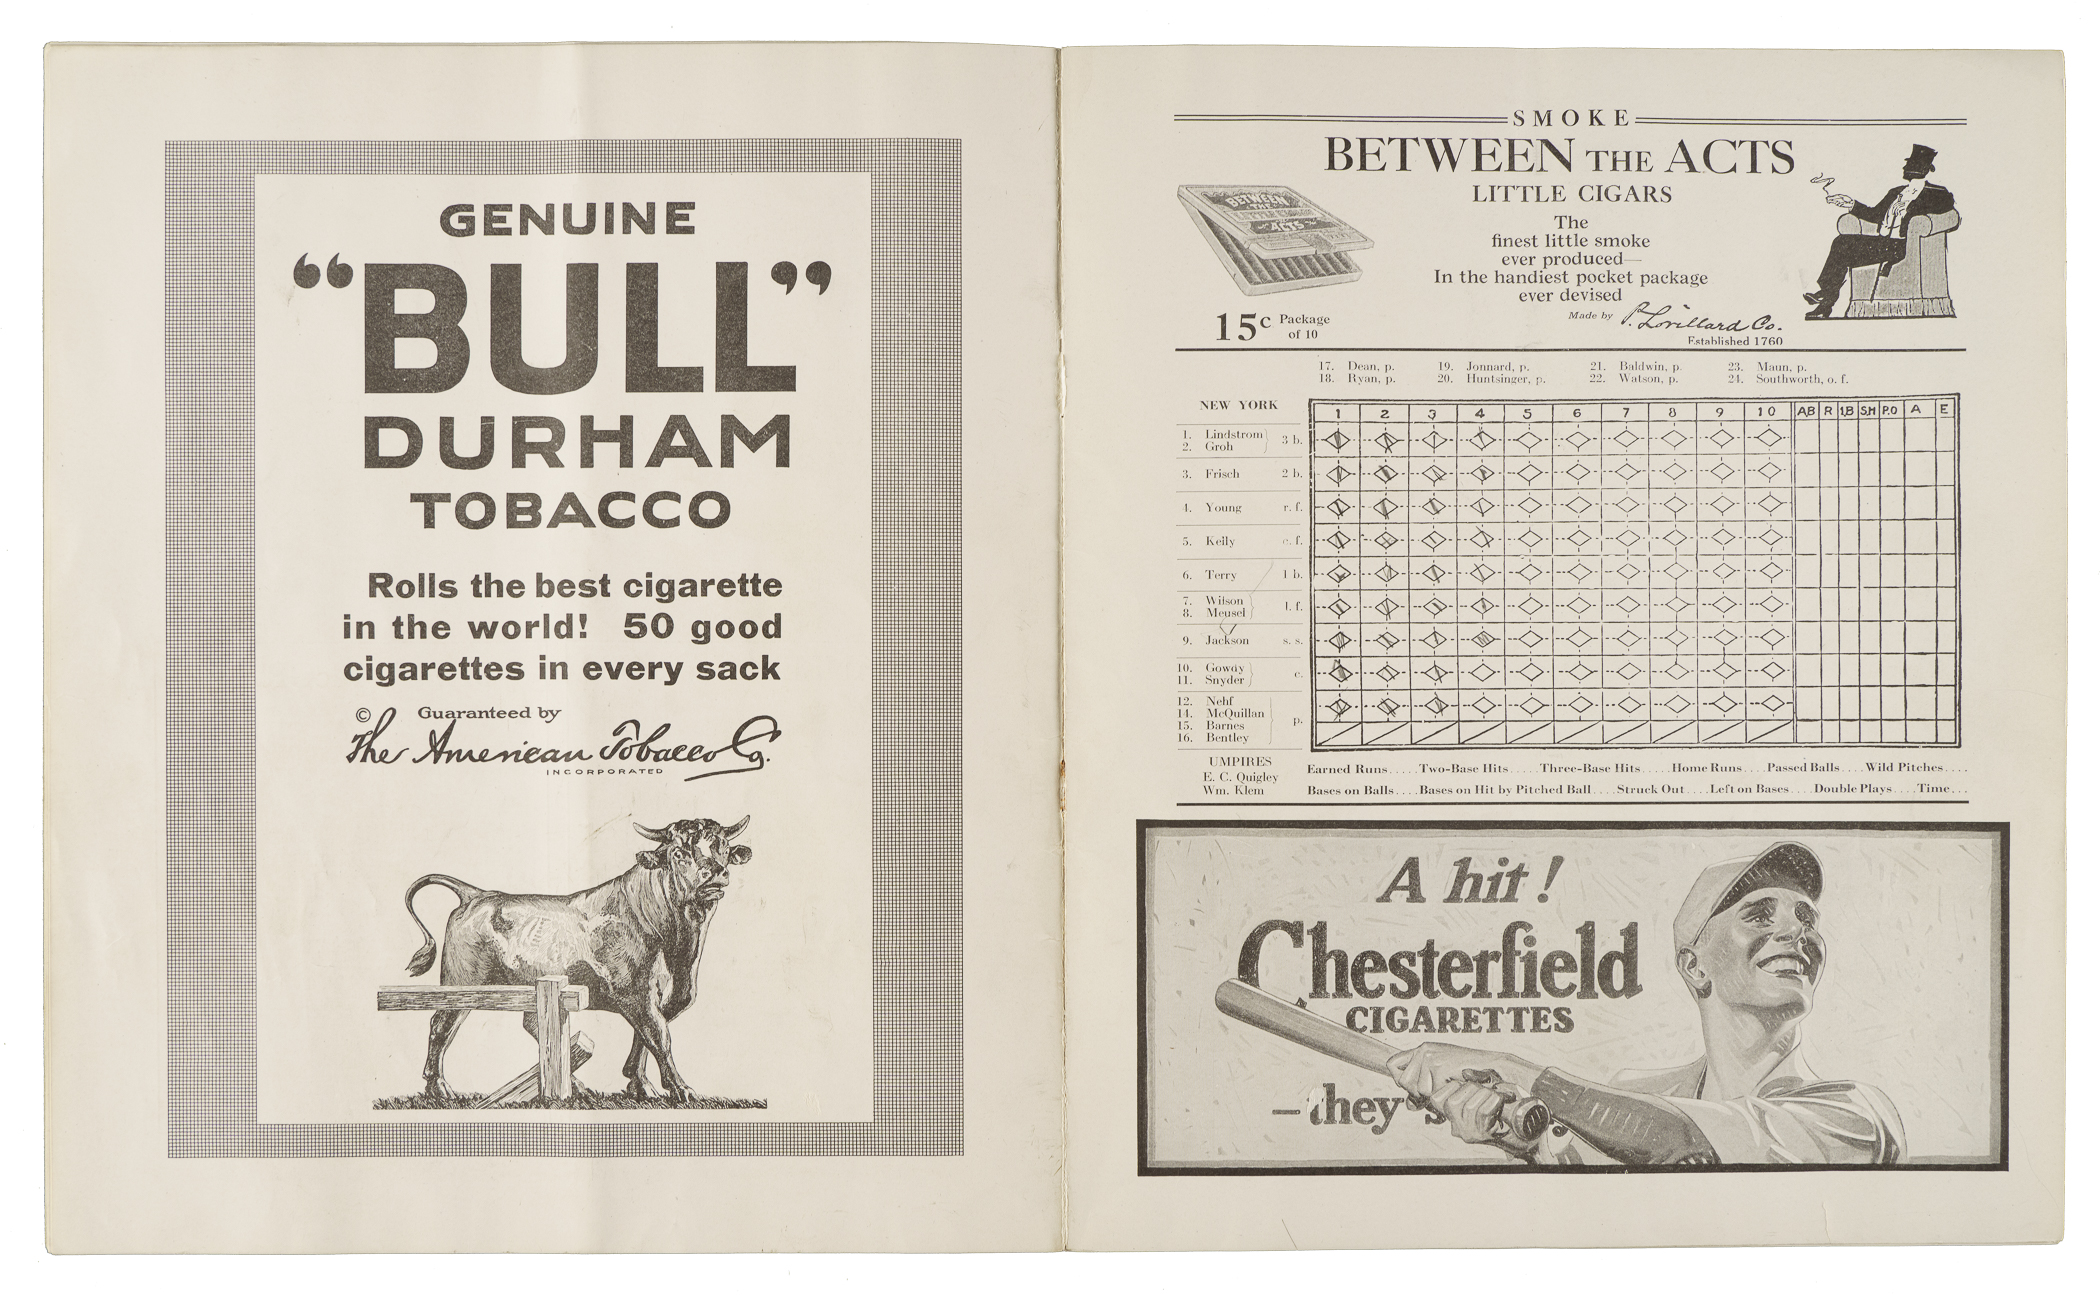 GENUINE
“BULL”
DURHAM
TOBACCO
Rolls the best cigarette
in the world! 50 good
cigarettes in every sack
© Guaranteed by
The American Tobacco Co.
INCORPORATED
SMOKE
BETWEEN THE ACTS
LITTLE CIGARS
The
finest little smoke
ever produced—
In the handiest pocket package
ever devised
Made by P. Lorillard Co.
Established 1760
BETWEEN
THE
LITTLE CIGARS
ACTS
15c Package
of 10
17. Dean, p. 19. Jonnard, p. 21. Baldwin, p. 23. Maun, p.
18. Ryan, p. 20. Huntsinger, p. 22. Watson, p. 24. Southworth, o. f.
NEW YORK 1 2 3 4 5 6 7 8 9 10 A,B R 1,B S,H P.O A E
1. Lindstrom 3 b.
2. Groh
3. Frisch 2 b.
4. Young r. f.
5. Kelly c. f.
6. Terry 1 b.
7. Wilson l. f.
8. Meusel
9. Jackson s. s.
10. Gowdy c.
11. Snyder
12. Nehf
14. McQuillan p.
15. Barnes
16. Bentley
UMPIRES
E. C. Quigley
Wm. Klem
Earned Runs.....Two-Base Hits.....Three-Base Hits.....Home Runs....Passed Balls....Wild Pitches....
Bases on Balls....Bases on Hit by Pitched Ball....Struck Out....Left on Bases....Double Plays....Time...
A hit!
Chesterfield
CIGARETTES
—they's